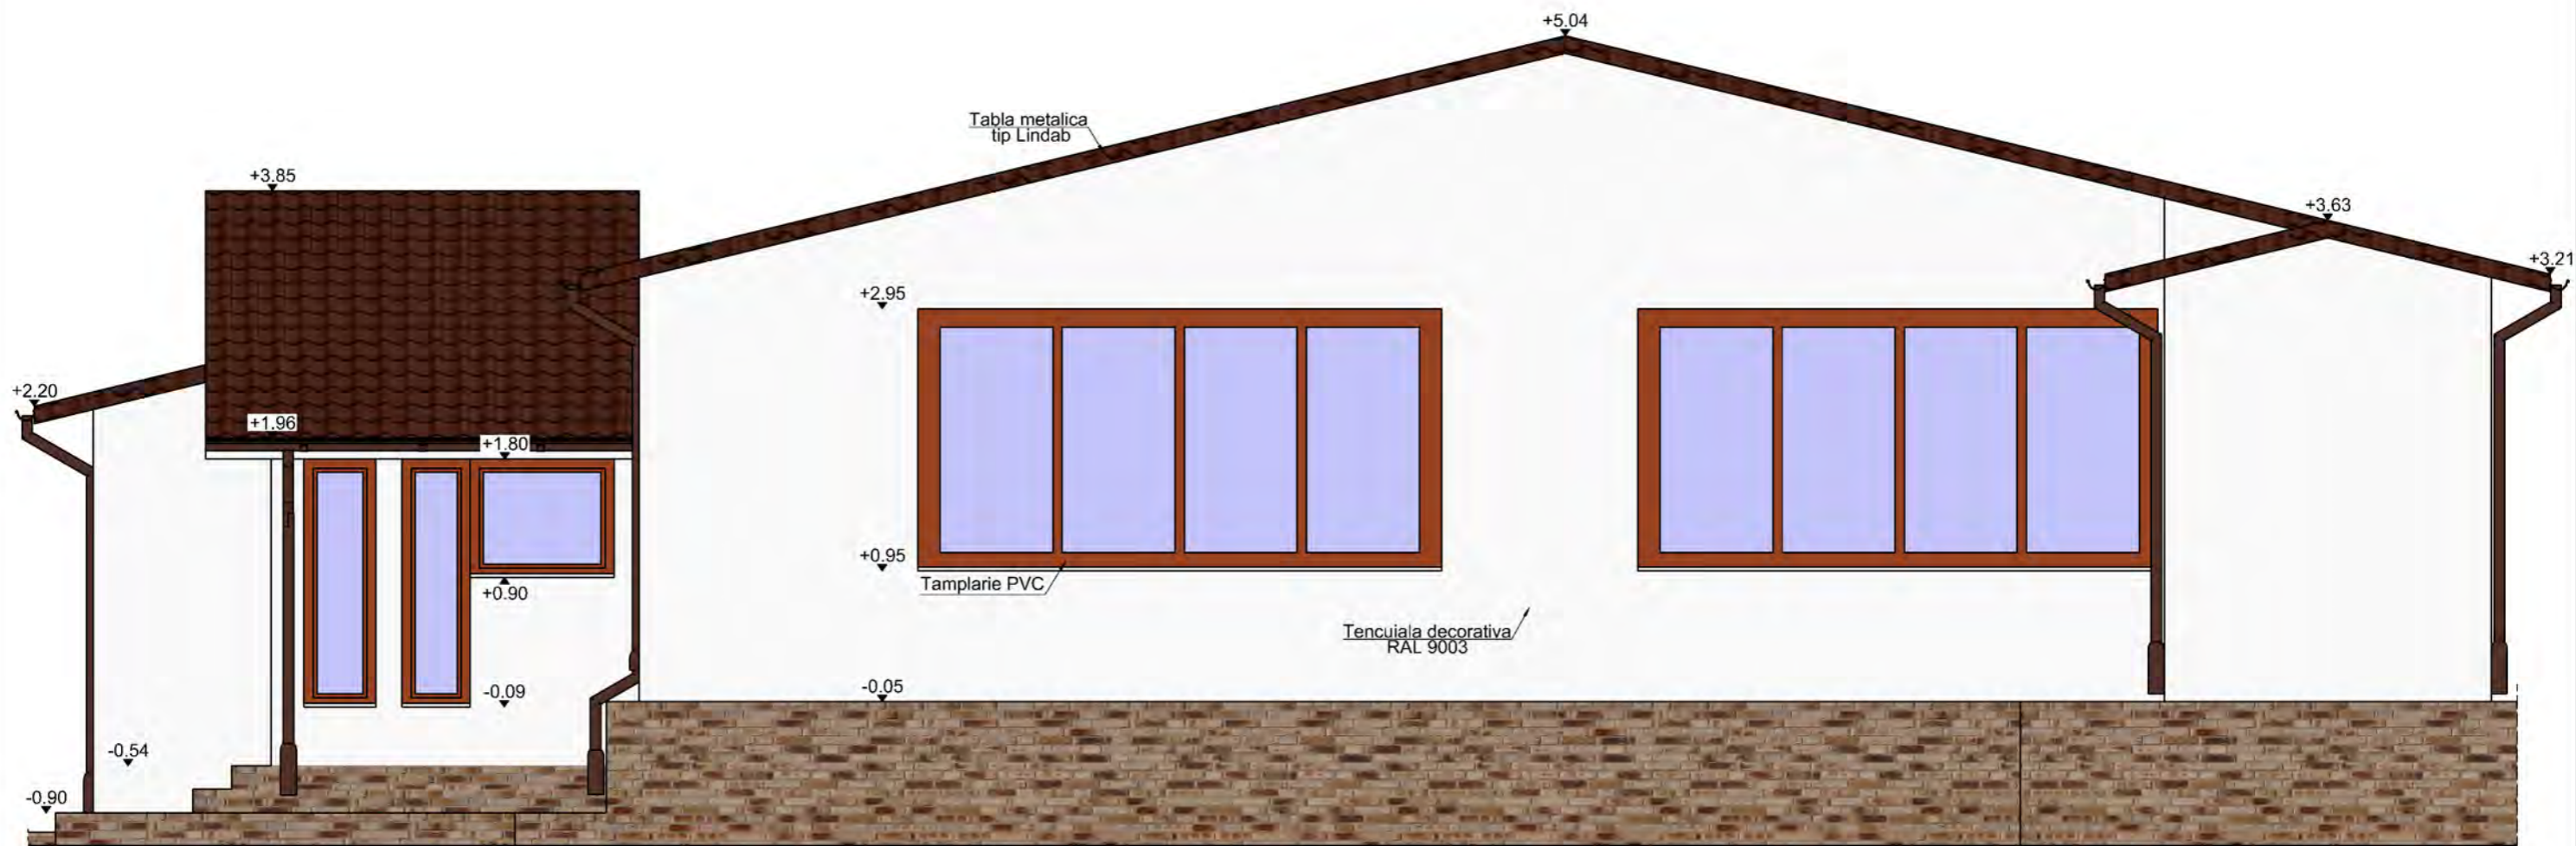 +5.04
Tabla metalica
tip Lindab
+3.85
+3.63
+3.21
+2.95
+2.20
+1.96
+1.80
+0.95
Tamplarie PVC
+0.90
Tencuiala decorativa
RAL 9003
-0.05
-0.09
-0.54
-0.90